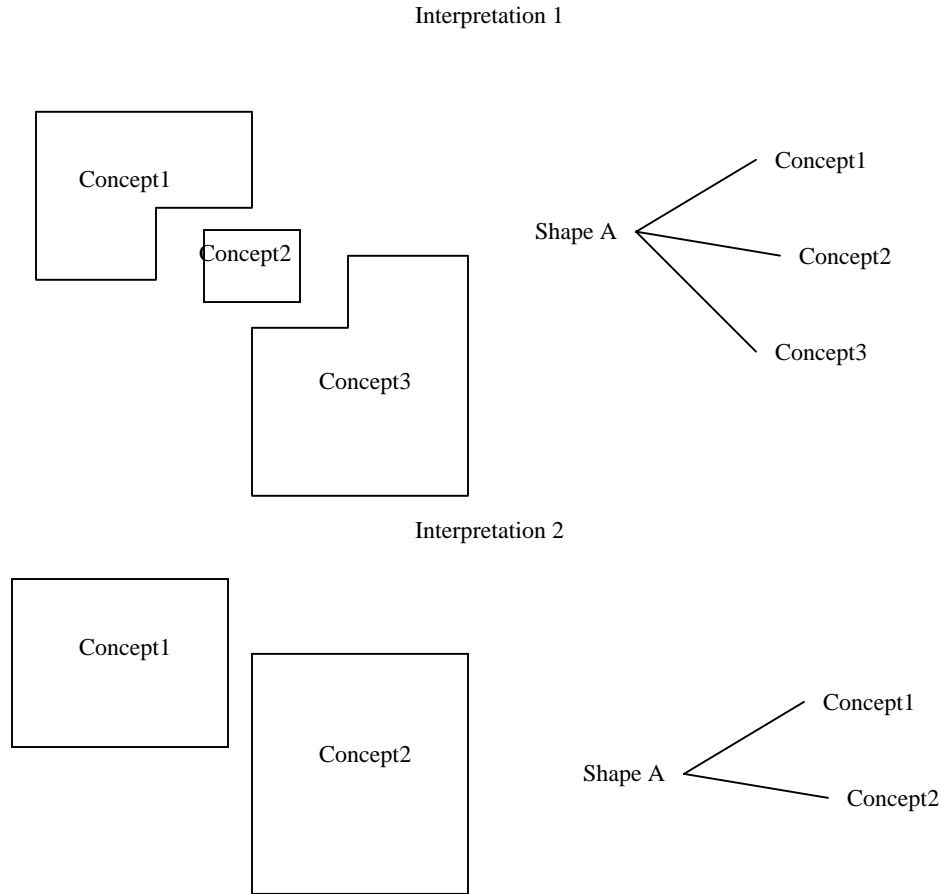 Interpretation 1
Concept1
Concept2
Concept3
Shape A
Concept1
Concept2
Concept3
Interpretation 2
Concept1
Concept2
Shape A
Concept1
Concept2